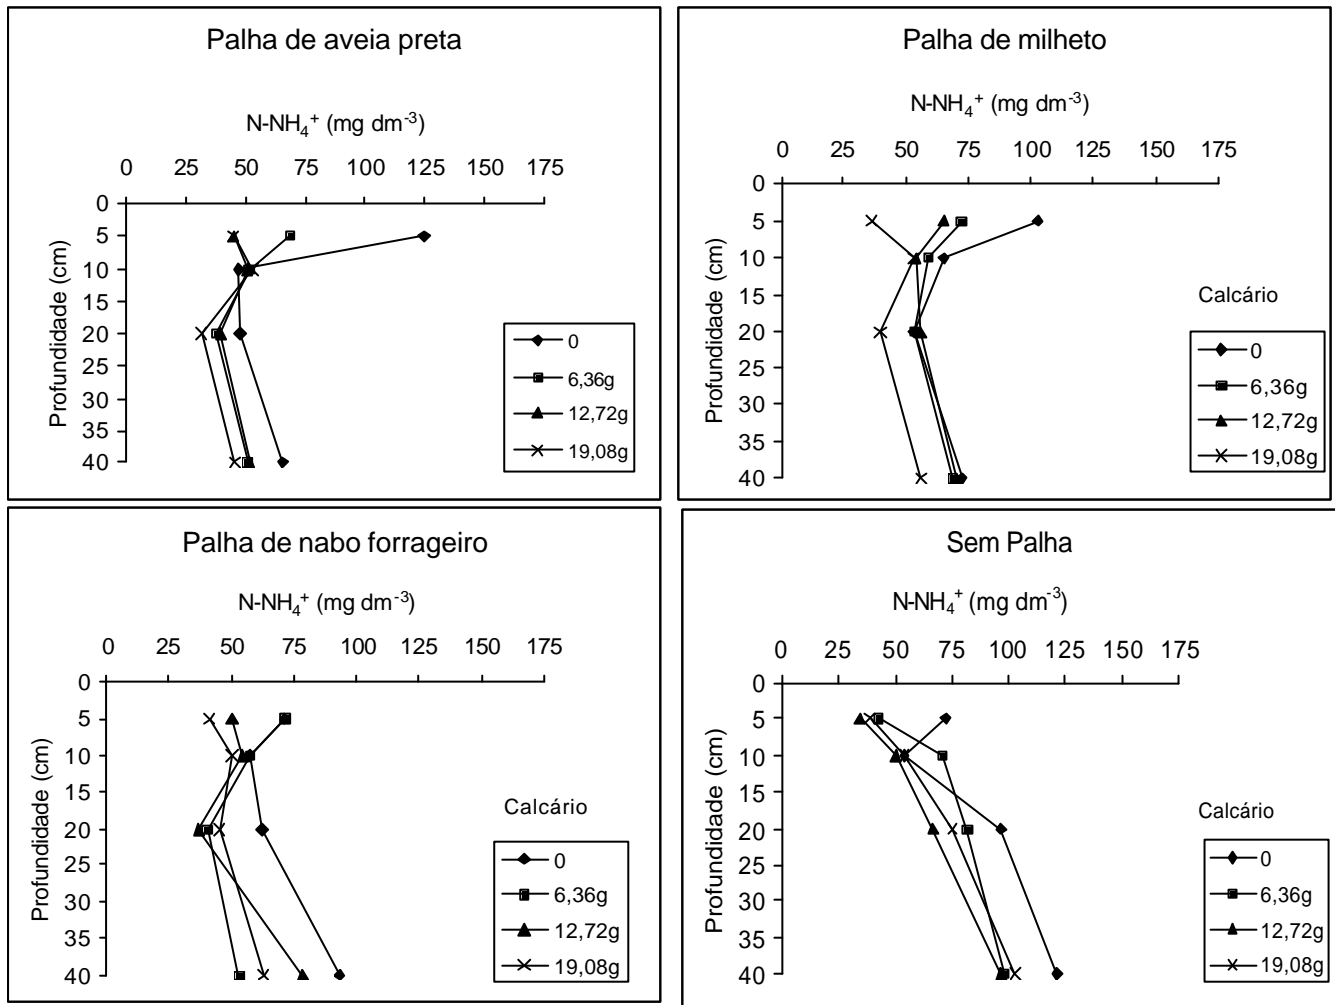 Palha de aveia preta
N-NH₄⁺ (mg dm⁻³)
0 25 50 75 100 125 150 175
Profundidade (cm)
0
5
10
15
20
25
30
35
40
0
6,36g
12,72g
19,08g
Palha de milheto
N-NH₄⁺ (mg dm⁻³)
0 25 50 75 100 125 150 175
Profundidade (cm)
0
5
10
15
20
25
30
35
40
Calcário
0
6,36g
12,72g
19,08g
Palha de nabo forrageiro
N-NH₄⁺ (mg dm⁻³)
0 25 50 75 100 125 150 175
Profundidade (cm)
0
5
10
15
20
25
30
35
40
Calcário
0
6,36g
12,72g
19,08g
Sem Palha
N-NH₄⁺ (mg dm⁻³)
0 25 50 75 100 125 150 175
Profundidade (cm)
0
5
10
15
20
25
30
35
40
Calcário
0
6,36g
12,72g
19,08g